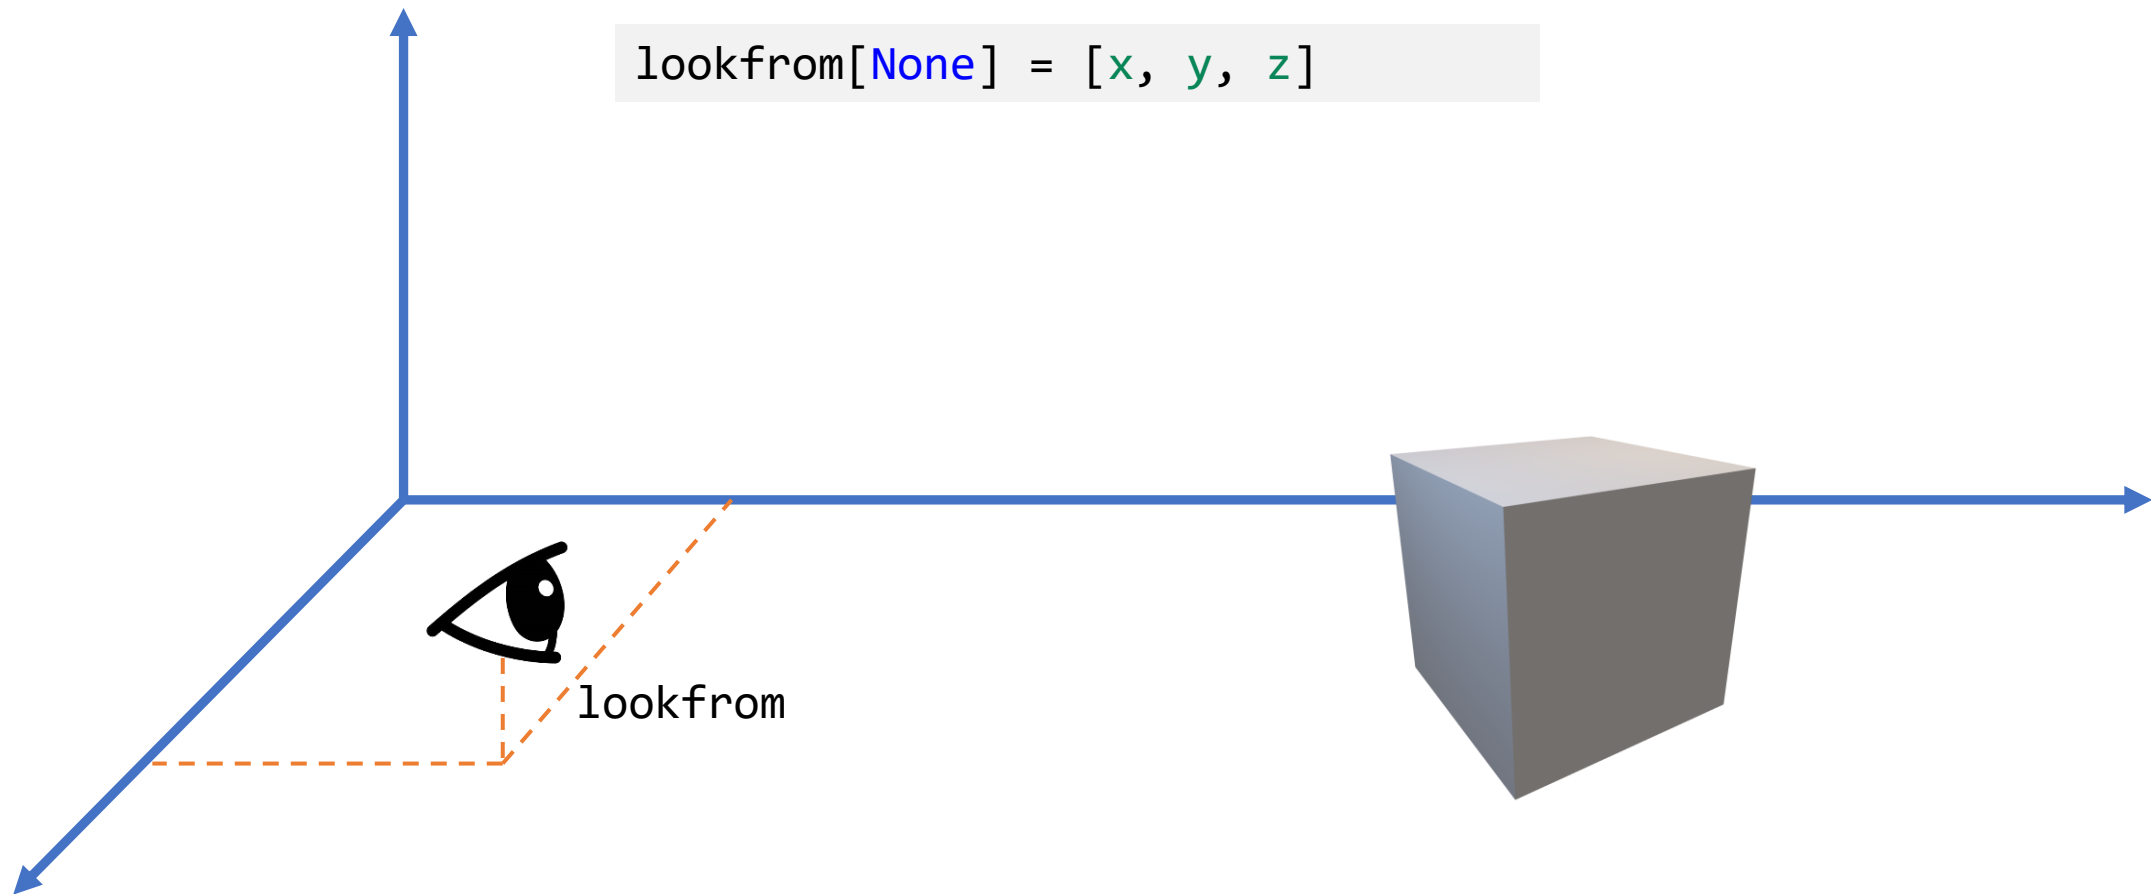 lookfrom[None] = [x, y, z]
lookfrom